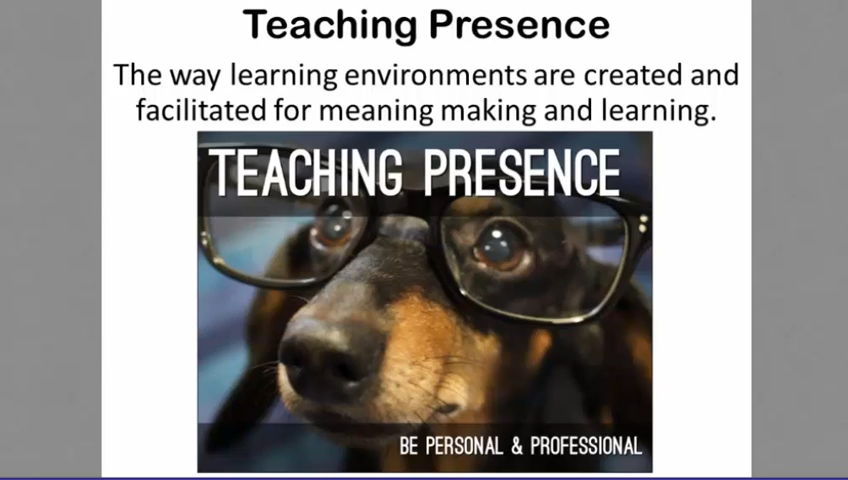 Teaching Presence
The way learning environments are created and
facilitated for meaning making and learning.
TEACHING PRESENCE
BE PERSONAL & PROFESSIONAL